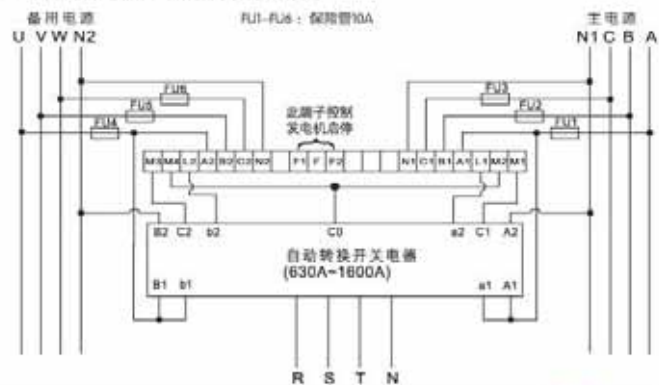 备用电源 FU1-FU6：保险管10A 主电源
U V W N2 N1 C B A
FU6 FU3
FU5 FU2
FU4 FU1
此端子控制
发电机启停
M3 M4 L2 A2 B2 C2 N2 F1 F F2 N1 C1 B1 A1 L1 M2 M1
B2 C2 b2 C0 a2 C1 A2
自动转换开关电器
(630A~1600A)
B1 b1 a1 A1
R S T N